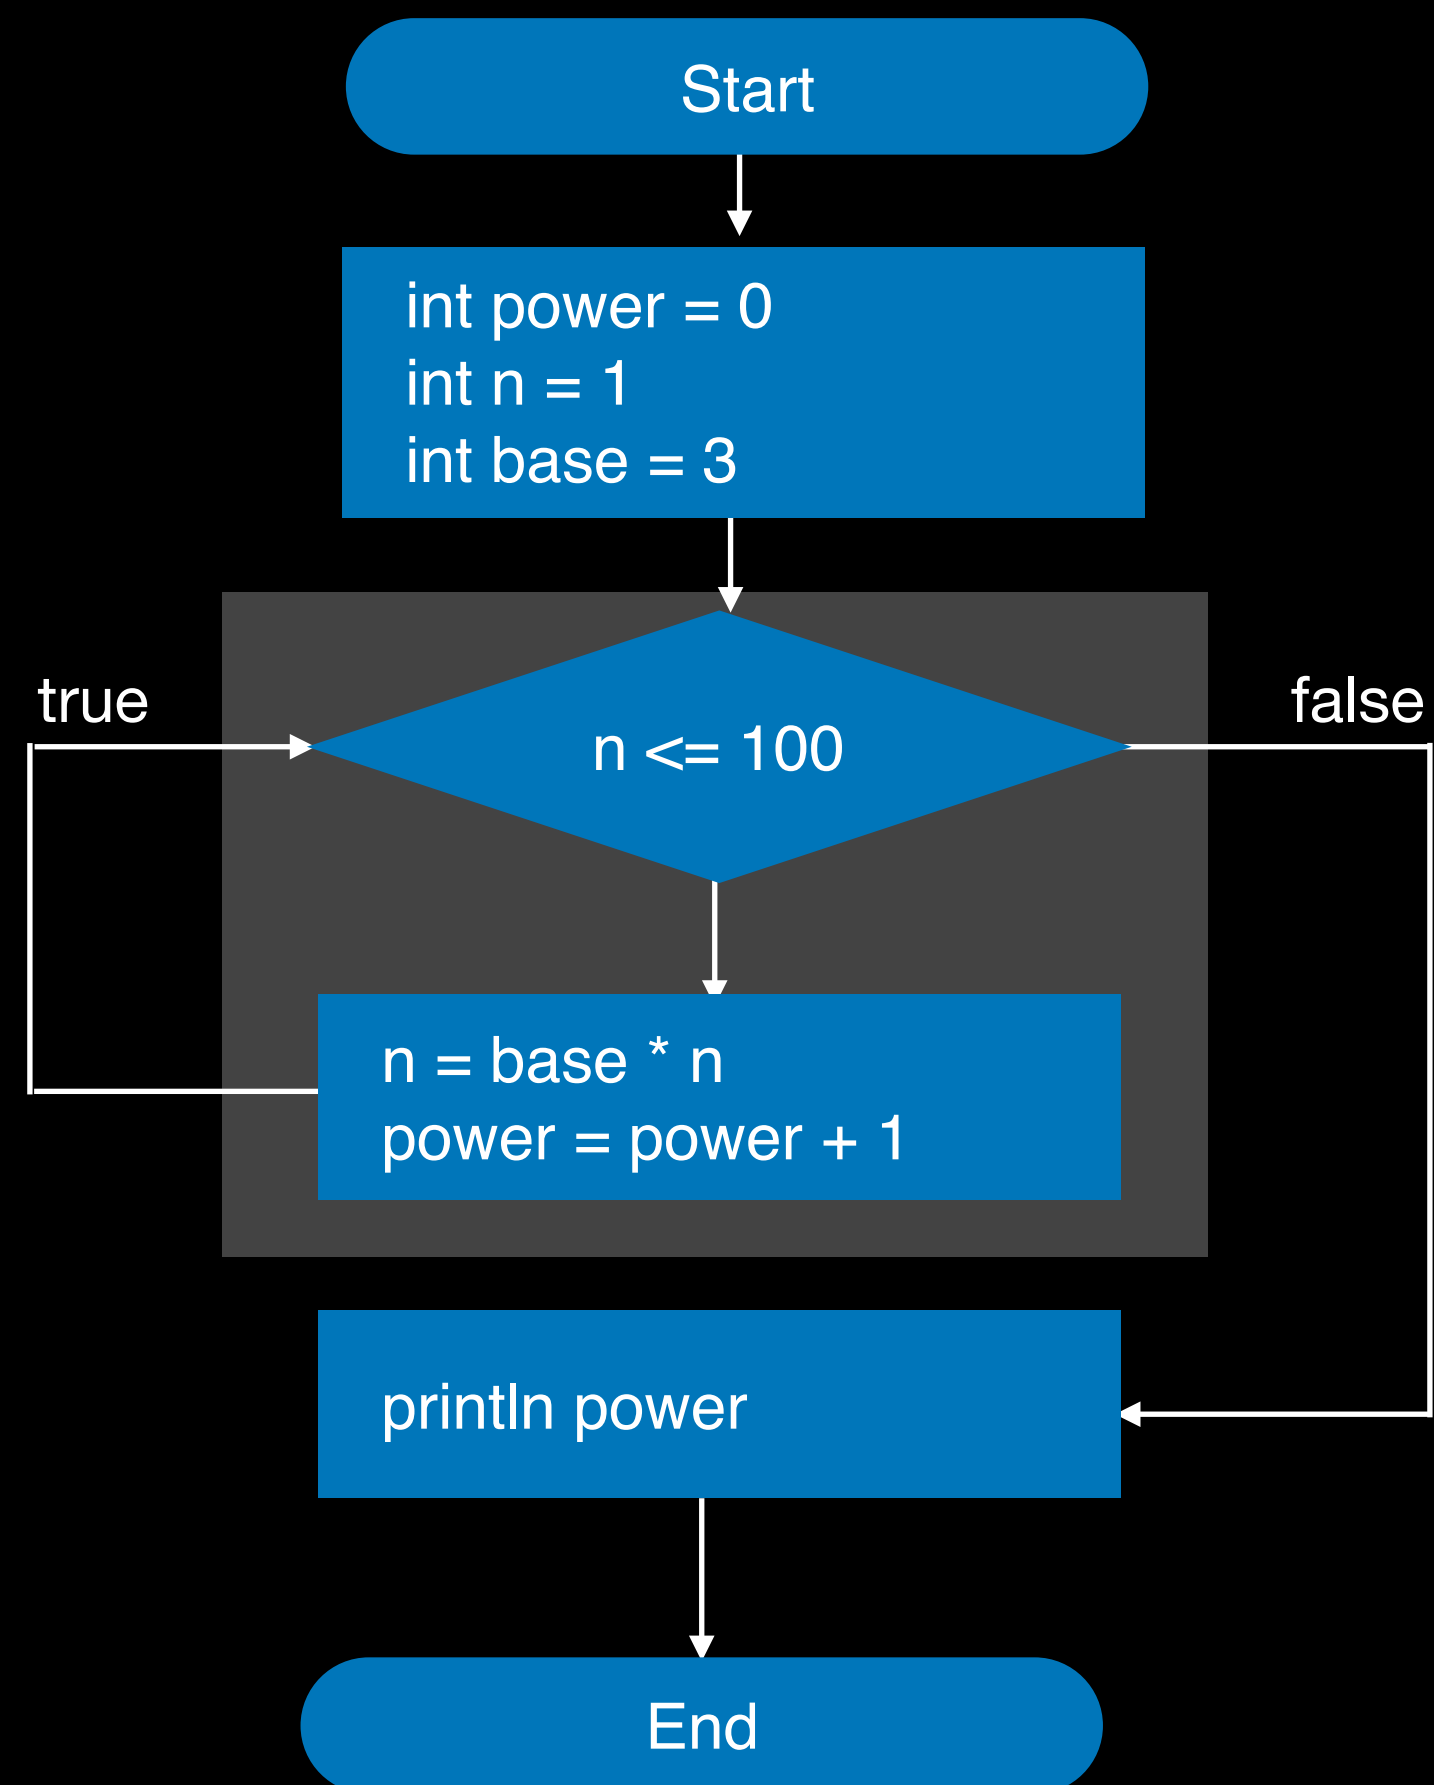 Start
int power = 0
int n = 1
int base = 3
true
false
n <= 100
n = base * n
power = power + 1
println power
End